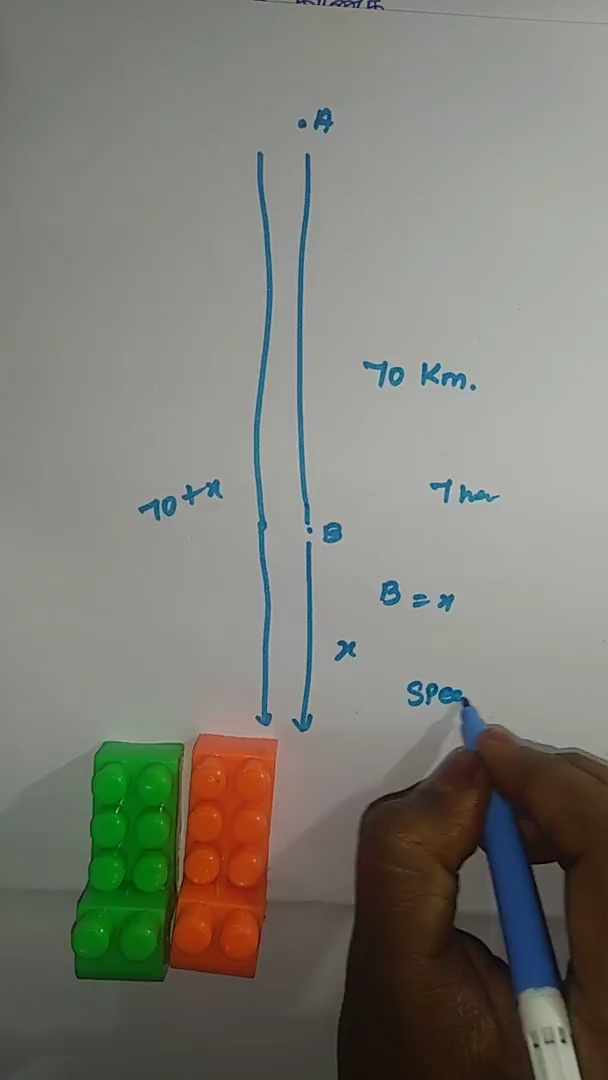 A
70 Km.
70+x
7 hr
B
B = x
x
Spee